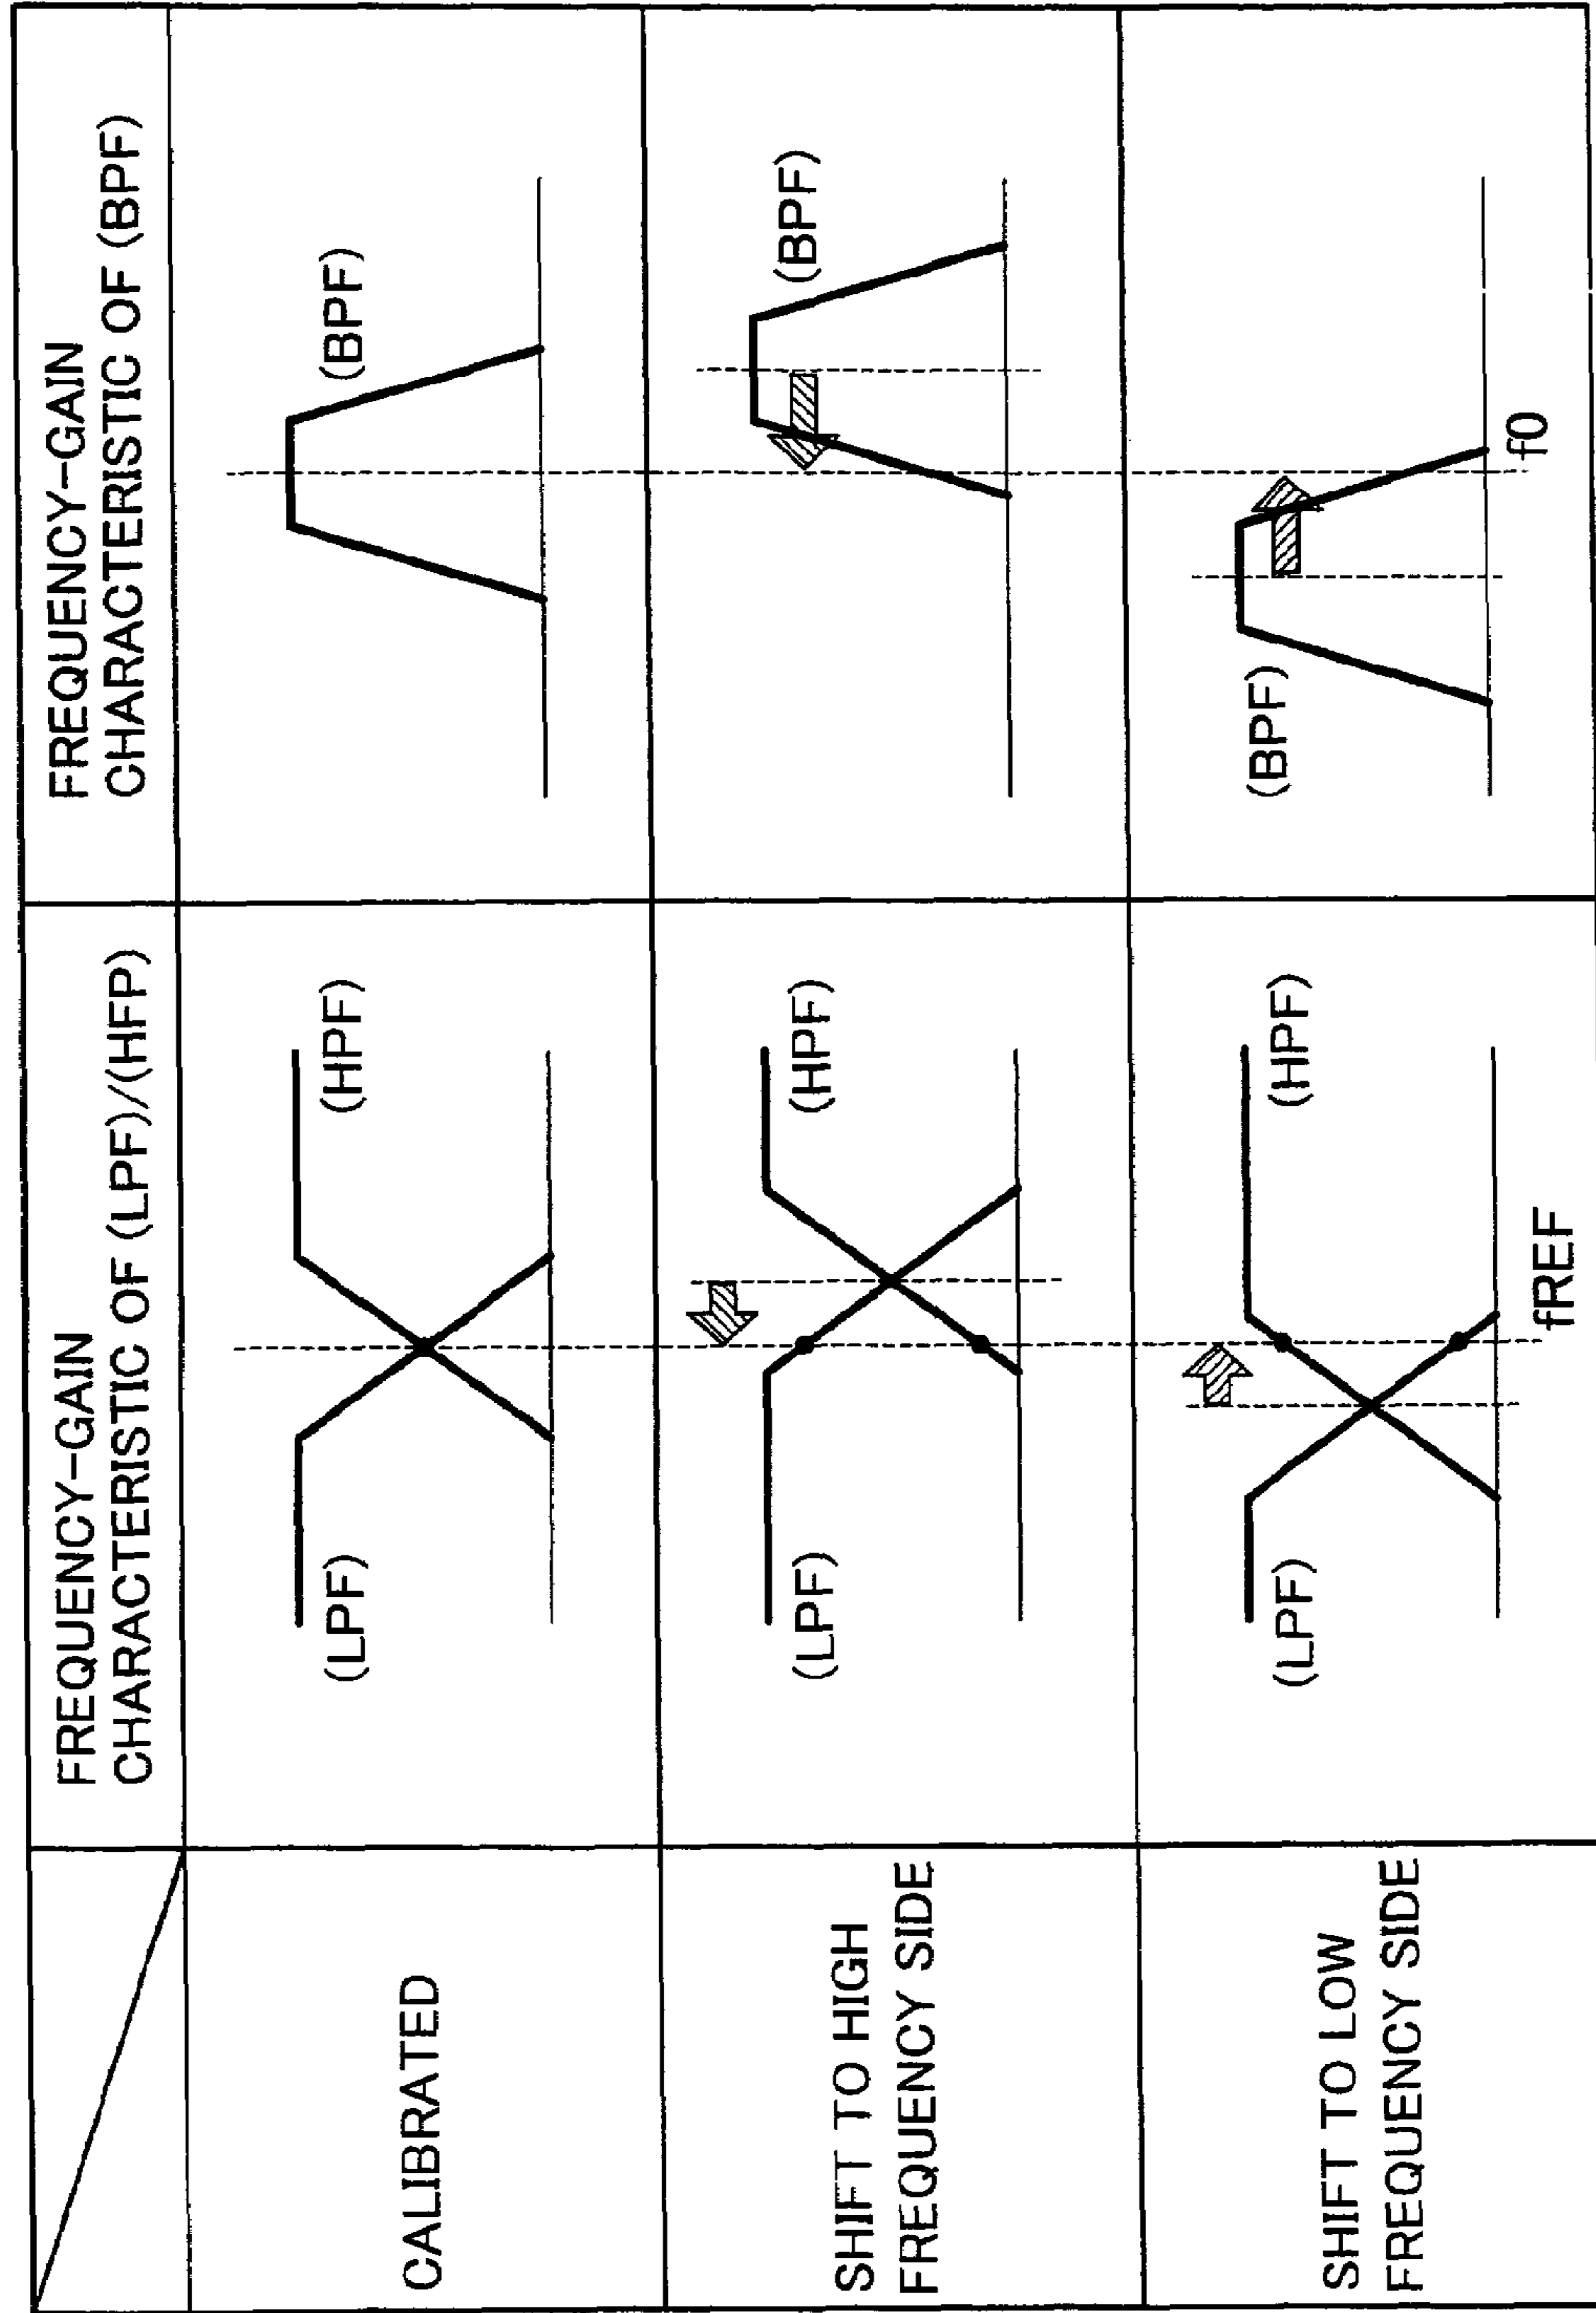 FREQUENCY-GAIN
CHARACTERISTIC OF (LPF)/(HFP)
FREQUENCY-GAIN
CHARACTERISTIC OF (BPF)
CALIBRATED
(LPF)
(HPF)
(BPF)
SHIFT TO HIGH
FREQUENCY SIDE
(LPF)
(HPF)
(BPF)
SHIFT TO LOW
FREQUENCY SIDE
(LPF)
(HPF)
fREF
(BPF)
f0